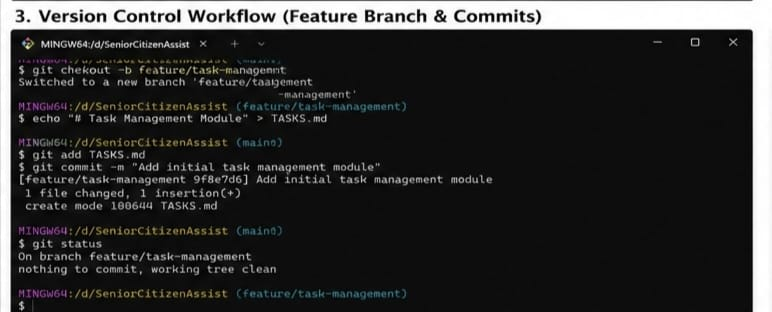 3. Version Control Workflow (Feature Branch & Commits)
MINGW64:/d/SeniorCitizenAssist
$ git chekout -b feature/task-managemnt
Switched to a new branch 'feature/taalgement
-management'
MINGW64:/d/SeniorCitizenAssist (feature/task-management)
$ echo "# Task Management Module" > TASKS.md
MINGW64:/d/SeniorCitizenAssist (main0)
$ git add TASKS.md
$ git commit -m "Add initial task management module"
[feature/task-management 9f8e7d6] Add initial task management module
1 file changed, 1 insertion(+)
create mode 100644 TASKS.md
MINGW64:/d/SeniorCitizenAssist (main0)
$ git status
On branch feature/task-management
nothing to commit, working tree clean
MINGW64:/d/SeniorCitizenAssist (feature/task-management)
$